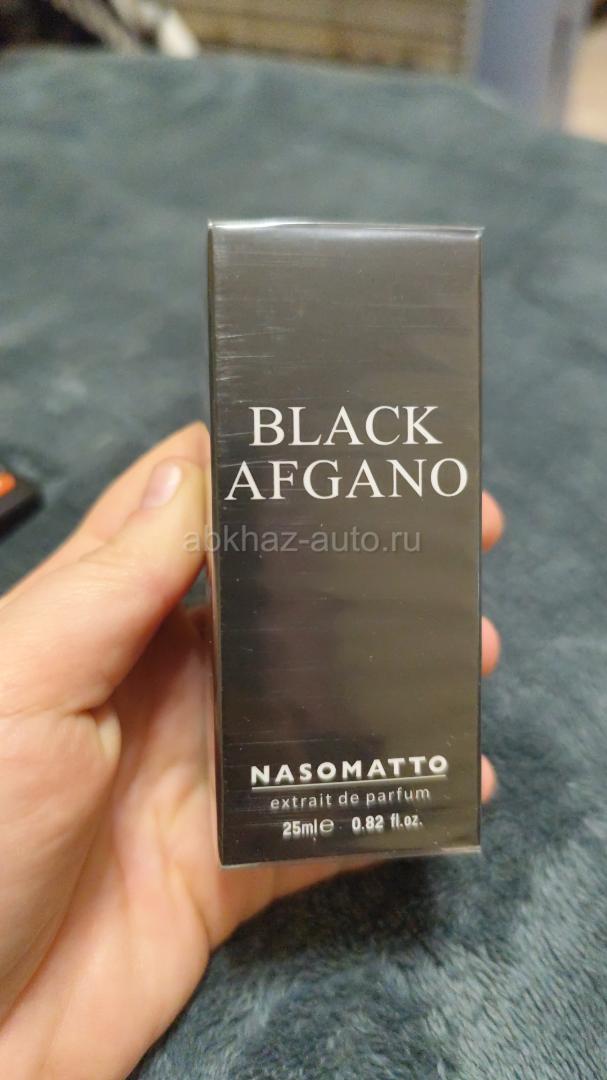 BLACK
AFGANO
abkhaz-auto.ru
NASOMATTO
extrait de parfum
25ml℮ 0.82 fl.oz.